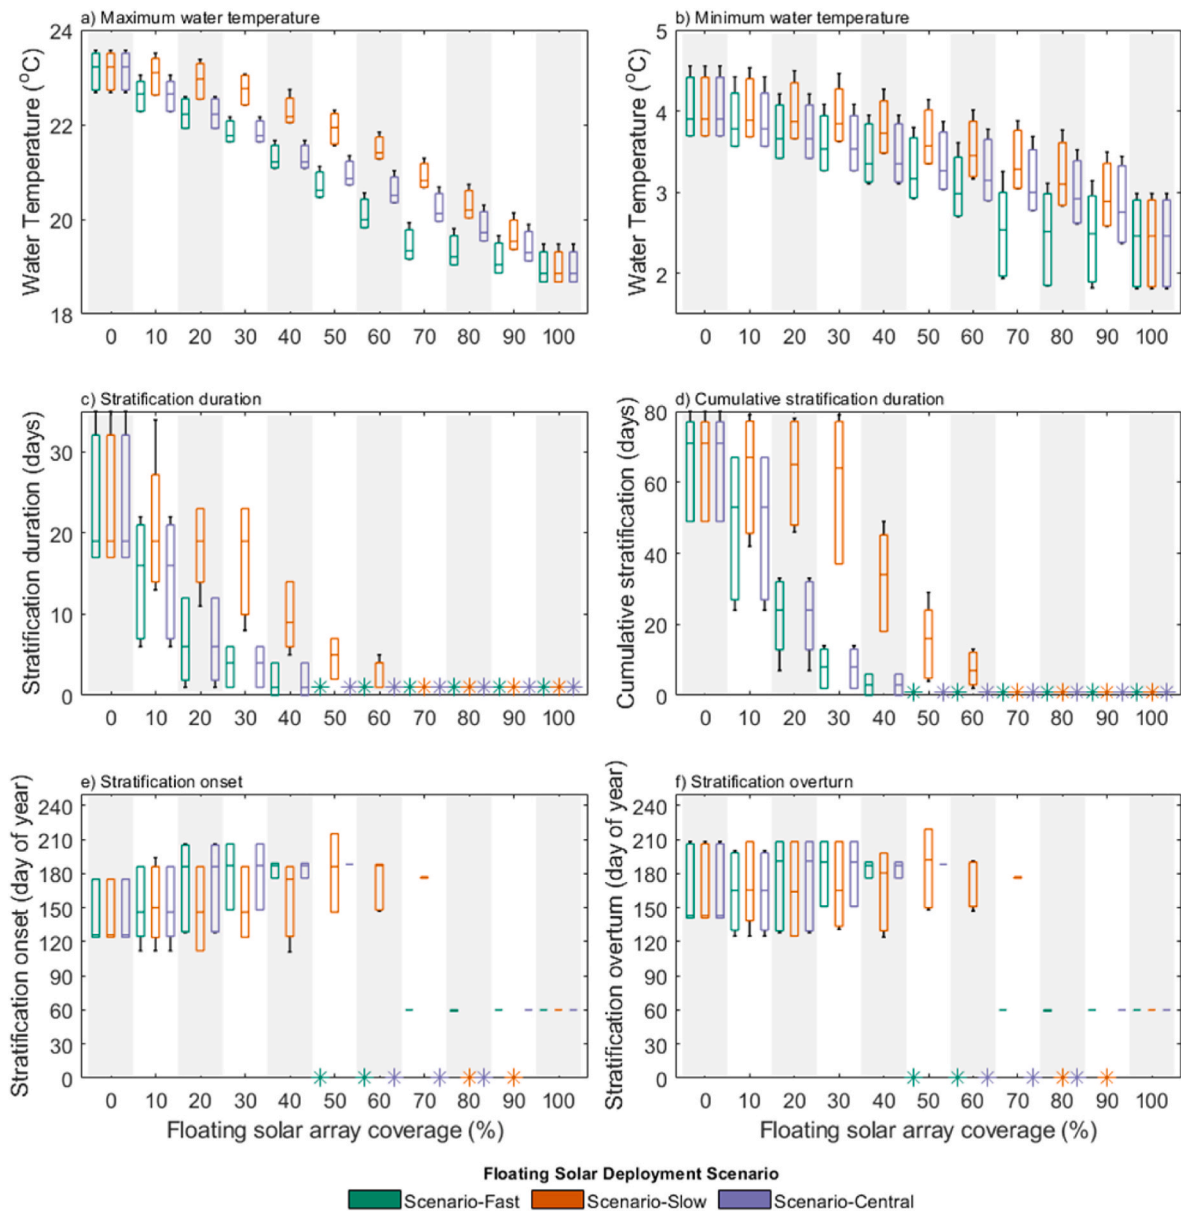 a) Maximum water temperature
Water Temperature (°C)
24
22
20
18
0 10 20 30 40 50 60 70 80 90 100
b) Minimum water temperature
Water Temperature (°C)
5
4
3
2
0 10 20 30 40 50 60 70 80 90 100
c) Stratification duration
Stratification duration (days)
30
20
10
0
0 10 20 30 40 50 60 70 80 90 100
d) Cumulative stratification duration
Cumulative stratification (days)
80
60
40
20
0
0 10 20 30 40 50 60 70 80 90 100
e) Stratification onset
Stratification onset (day of year)
240
210
180
150
120
90
60
30
0
0 10 20 30 40 50 60 70 80 90 100
Floating solar array coverage (%)
f) Stratification overturn
Stratification overturn (day of year)
240
210
180
150
120
90
60
30
0
0 10 20 30 40 50 60 70 80 90 100
Floating solar array coverage (%)
Floating Solar Deployment Scenario
Scenario-Fast Scenario-Slow Scenario-Central